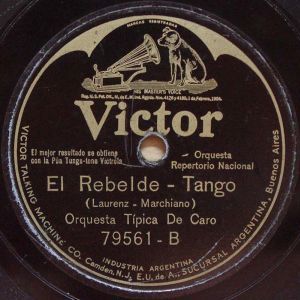 MARCAS REGISTRADAS
"HIS MASTER'S VOICE"
Victor
El mejor resultado se obtiene
con la Púa Tungs-tone Victrola
Orquesta
Repertorio Nacional
El Rebelde - Tango
(Laurenz - Marchiano)
Orquesta Típica De Caro
79561-B
INDUSTRIA ARGENTINA
VICTOR TALKING MACHINE CO. Camden, N.J., E.U. de A., SUCURSAL ARGENTINA, Buenos Aires